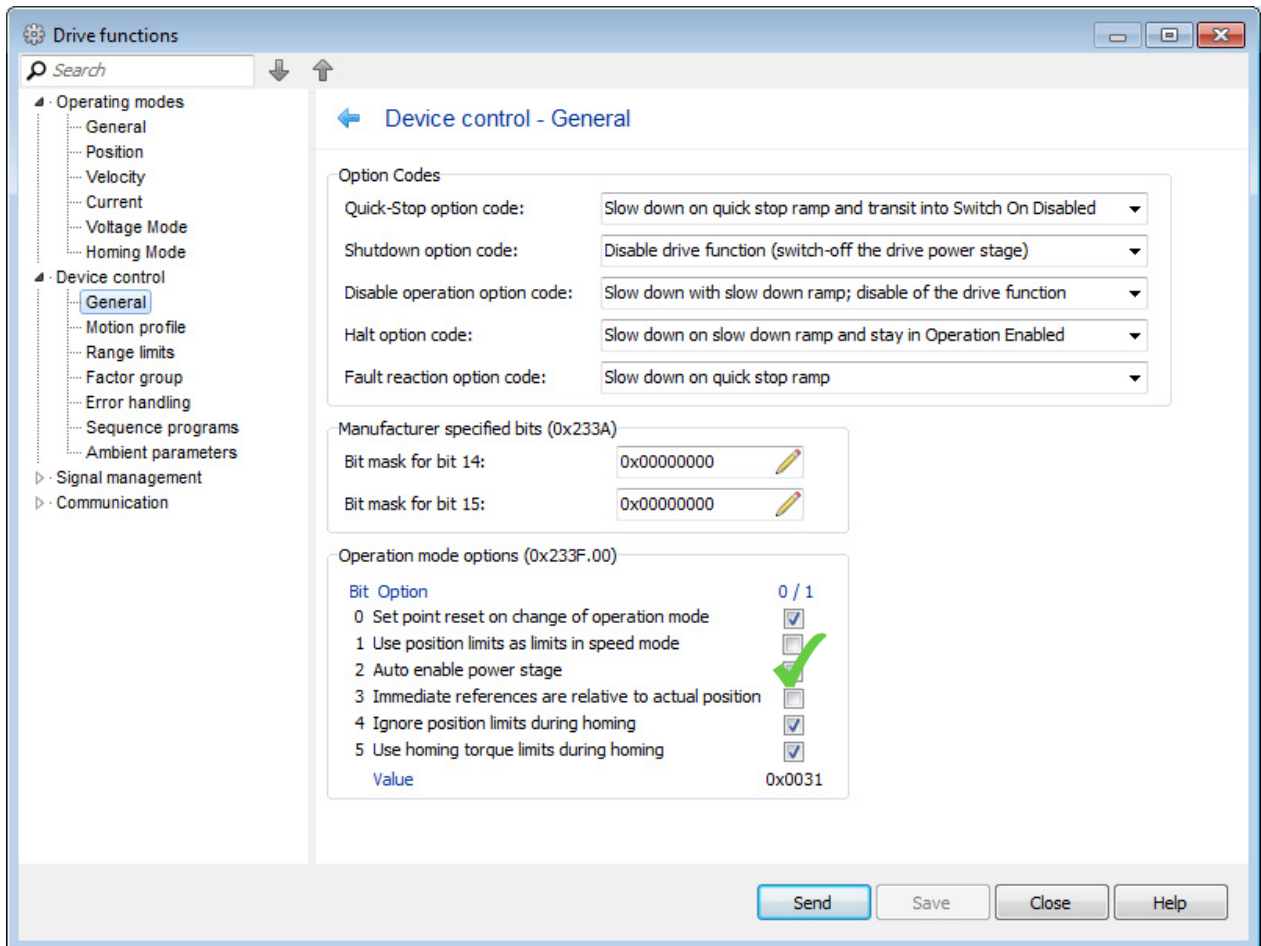 Drive functions
Search
Operating modes
General
Position
Velocity
Current
Voltage Mode
Homing Mode
Device control
General
Motion profile
Range limits
Factor group
Error handling
Sequence programs
Ambient parameters
Signal management
Communication
Device control - General
Option Codes
Quick-Stop option code: Slow down on quick stop ramp and transit into Switch On Disabled
Shutdown option code: Disable drive function (switch-off the drive power stage)
Disable operation option code: Slow down with slow down ramp; disable of the drive function
Halt option code: Slow down on slow down ramp and stay in Operation Enabled
Fault reaction option code: Slow down on quick stop ramp
Manufacturer specified bits (0x233A)
Bit mask for bit 14: 0x00000000
Bit mask for bit 15: 0x00000000
Operation mode options (0x233F.00)
Bit Option 0 / 1
0 Set point reset on change of operation mode
1 Use position limits as limits in speed mode
2 Auto enable power stage
3 Immediate references are relative to actual position
4 Ignore position limits during homing
5 Use homing torque limits during homing
Value 0x0031
Send Save Close Help